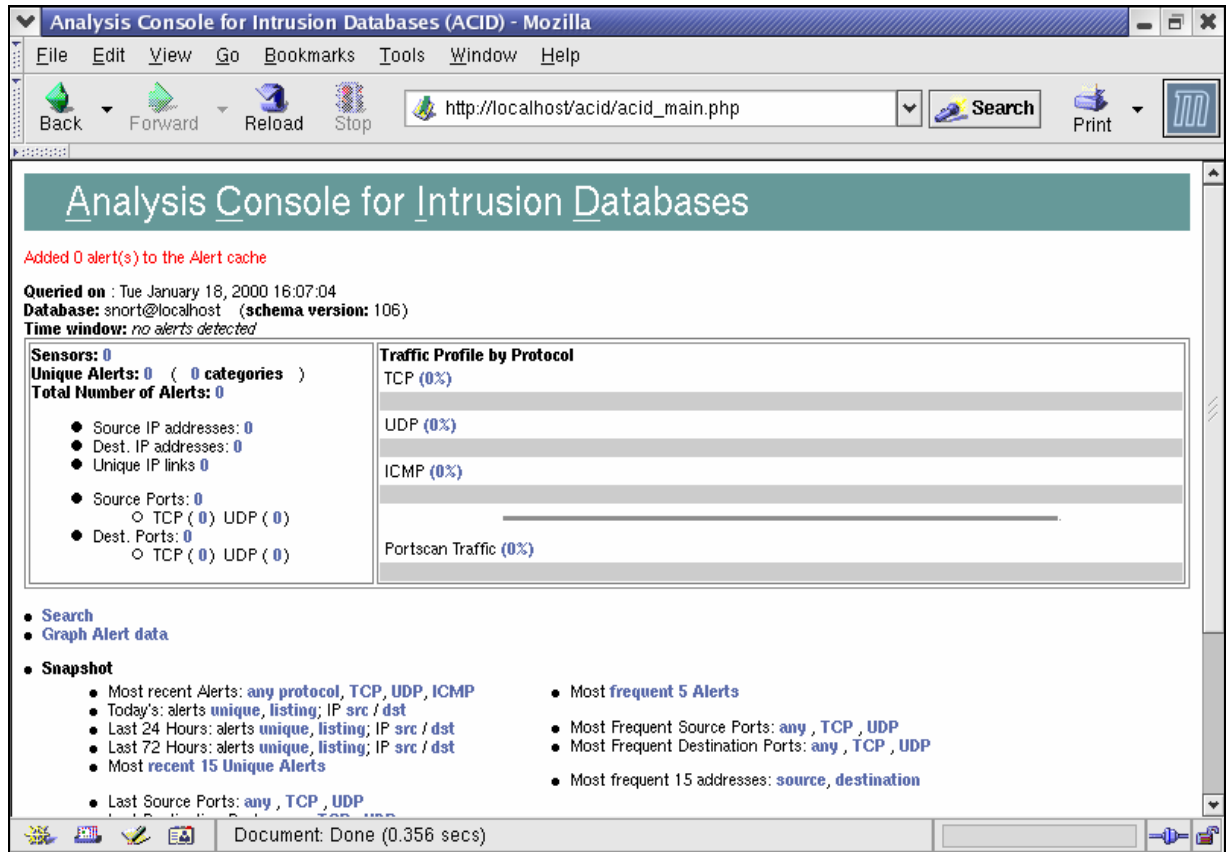 Analysis Console for Intrusion Databases (ACID) - Mozilla
File Edit View Go Bookmarks Tools Window Help
Back Forward Reload Stop http://localhost/acid/acid_main.php Search Print
Analysis Console for Intrusion Databases
Added 0 alert(s) to the Alert cache
Queried on : Tue January 18, 2000 16:07:04
Database: snort@localhost (schema version: 106)
Time window: no alerts detected
Sensors: 0
Unique Alerts: 0 ( 0 categories )
Total Number of Alerts: 0
Source IP addresses: 0
Dest. IP addresses: 0
Unique IP links 0
Source Ports: 0
TCP ( 0) UDP ( 0)
Dest. Ports: 0
TCP ( 0) UDP ( 0)
Traffic Profile by Protocol
TCP (0%)
UDP (0%)
ICMP (0%)
Portscan Traffic (0%)
Search
Graph Alert data
Snapshot
Most recent Alerts: any protocol, TCP, UDP, ICMP
Today's: alerts unique, listing; IP src / dst
Last 24 Hours: alerts unique, listing; IP src / dst
Last 72 Hours: alerts unique, listing; IP src / dst
Most recent 15 Unique Alerts
Last Source Ports: any , TCP , UDP
Most frequent 5 Alerts
Most Frequent Source Ports: any , TCP , UDP
Most Frequent Destination Ports: any , TCP , UDP
Most frequent 15 addresses: source, destination
Document: Done (0.356 secs)